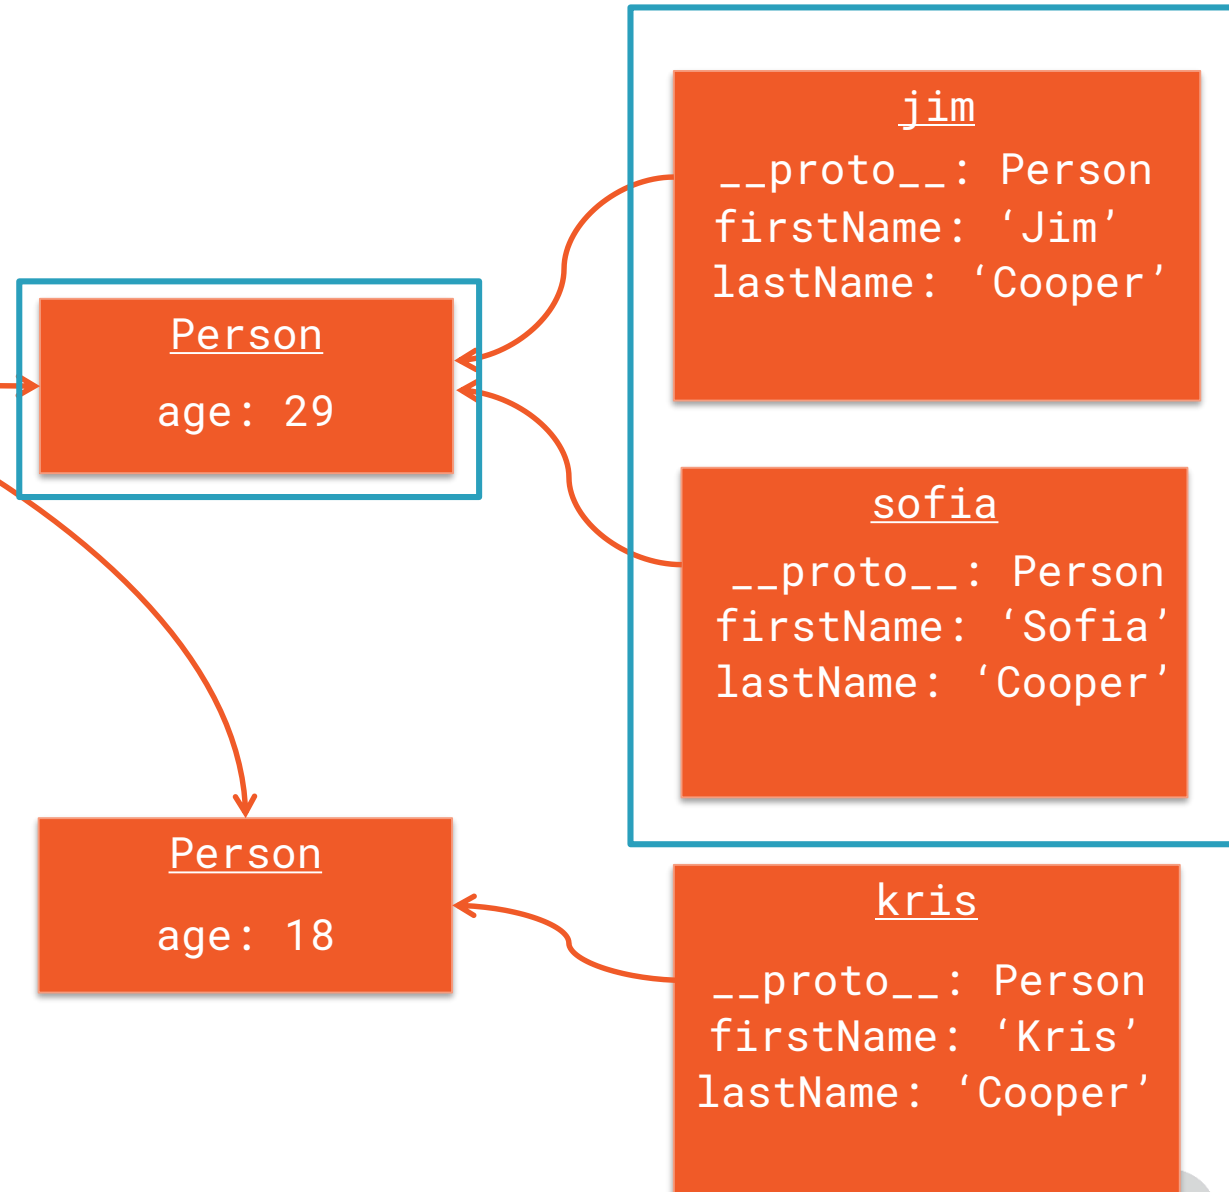 jim
__proto__: Person
firstName: ‘Jim’
lastName: ‘Cooper’
Person
age: 29
sofia
__proto__: Person
firstName: ‘Sofia’
lastName: ‘Cooper’
Person
age: 18
kris
__proto__: Person
firstName: ‘Kris’
lastName: ‘Cooper’